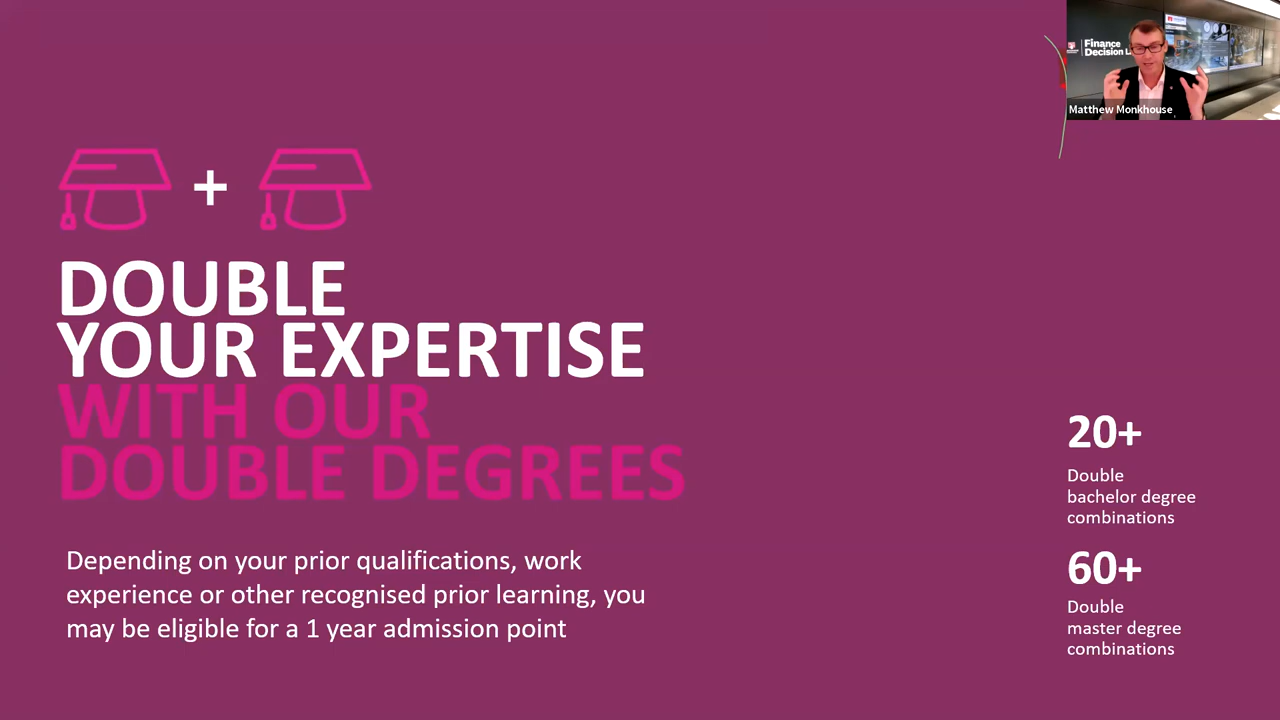 Finance
Decision L
Matthew Monkhouse
+
DOUBLE
YOUR EXPERTISE
WITH OUR
DOUBLE DEGREES
Depending on your prior qualifications, work
experience or other recognised prior learning, you
may be eligible for a 1 year admission point
20+
Double
bachelor degree
combinations
60+
Double
master degree
combinations